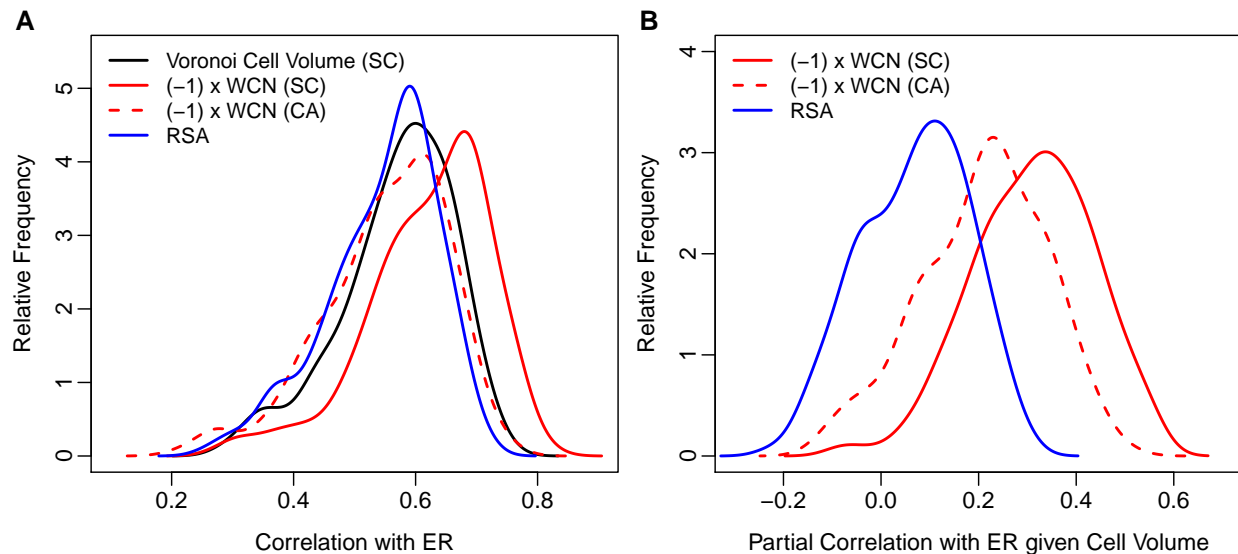 A
Voronoi Cell Volume (SC)
(−1) x WCN (SC)
(−1) x WCN (CA)
RSA
Relative Frequency
0 1 2 3 4 5
0.2 0.4 0.6 0.8
Correlation with ER
B
(−1) x WCN (SC)
(−1) x WCN (CA)
RSA
Relative Frequency
0 1 2 3 4
−0.2 0.0 0.2 0.4 0.6
Partial Correlation with ER given Cell Volume